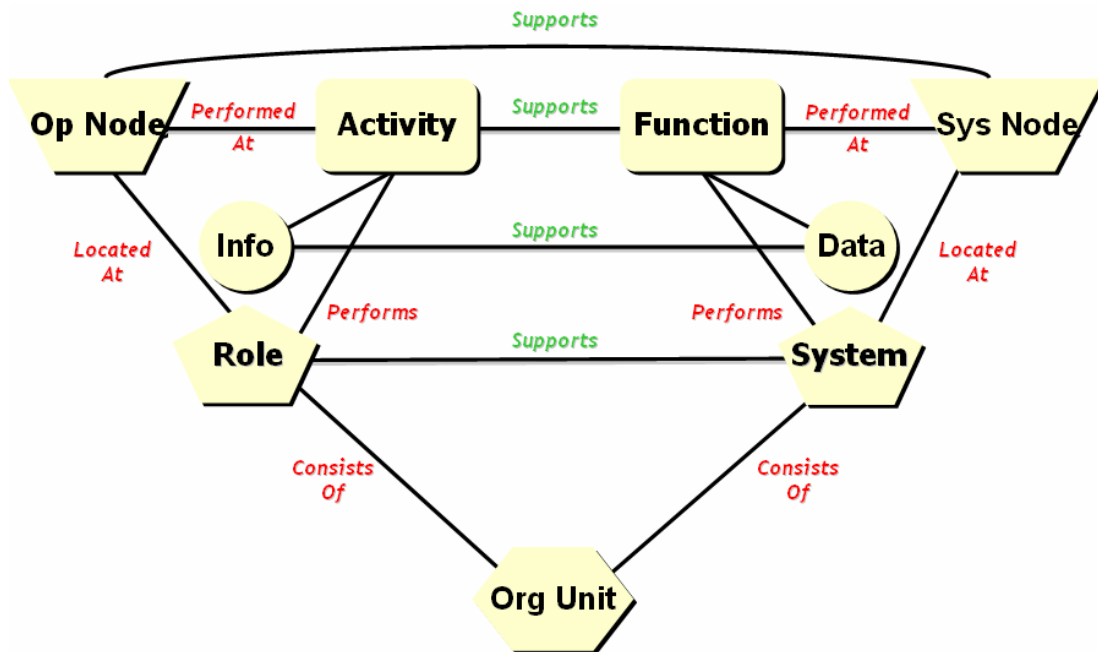 Supports
Op Node
Performed
At
Activity
Supports
Function
Performed
At
Sys Node
Located
At
Info
Supports
Data
Located
At
Performs
Performs
Role
Supports
System
Consists
Of
Consists
Of
Org Unit